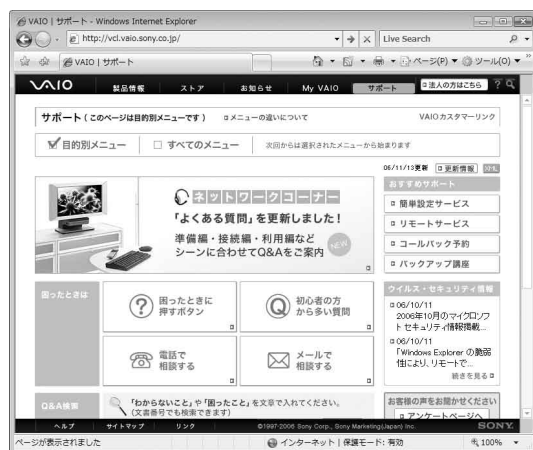 VAIO | サポート - Windows Internet Explorer
http://vcl.vaio.sony.co.jp/
Live Search
VAIO | サポート
ページ(P)
ツール(O)
VAIO
製品情報
ストア
お知らせ
My VAIO
サポート
法人の方はこちら
サポート ( このページは目的別メニューです )
メニューの違いについて
VAIOカスタマーリンク
目的別メニュー
すべてのメニュー
次回からは選択されたメニューから始まります
06/11/13更新
更新情報
ネットワークコーナー
「よくある質問」を更新しました！
準備編・接続編・利用編など
シーンに合わせてQ&Aをご案内
NEW
おすすめサポート
簡単設定サービス
リモートサービス
コールバック予約
バックアップ講座
困ったときは
困ったときに
押すボタン
初心者の方
から多い質問
電話で
相談する
メールで
相談する
ウイルス・セキュリティ情報
06/10/11
2006年10月のマイクロソフ
ト セキュリティ情報掲載...
06/10/11
「Windows Explorer の脆弱
性により、リモートで...
続きを見る
Q&A検索
「わからないこと」や「困ったこと」を文章で入れてください。
(文書番号でも検索できます)
お客様の声をお聞かせください
アンケートページへ
ヘルプ
サイトマップ
リンク
©1997-2006 Sony Corp., Sony Marketing(Japan) Inc.
SONY
ページが表示されました
インターネット | 保護モード: 有効
100%